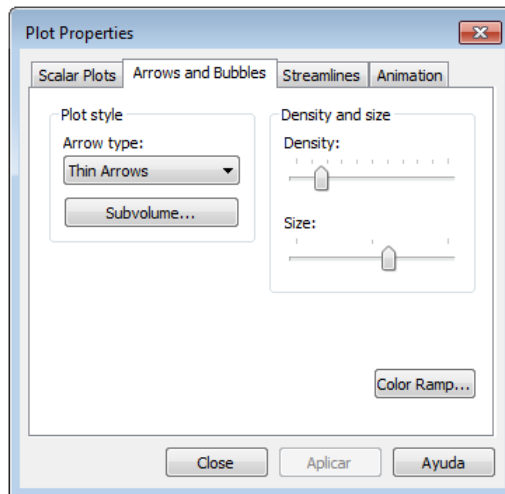 Plot Properties
Scalar Plots Arrows and Bubbles Streamlines Animation
Plot style
Arrow type:
Thin Arrows
Subvolume...
Density and size
Density:
Size:
Color Ramp...
Close Aplicar Ayuda